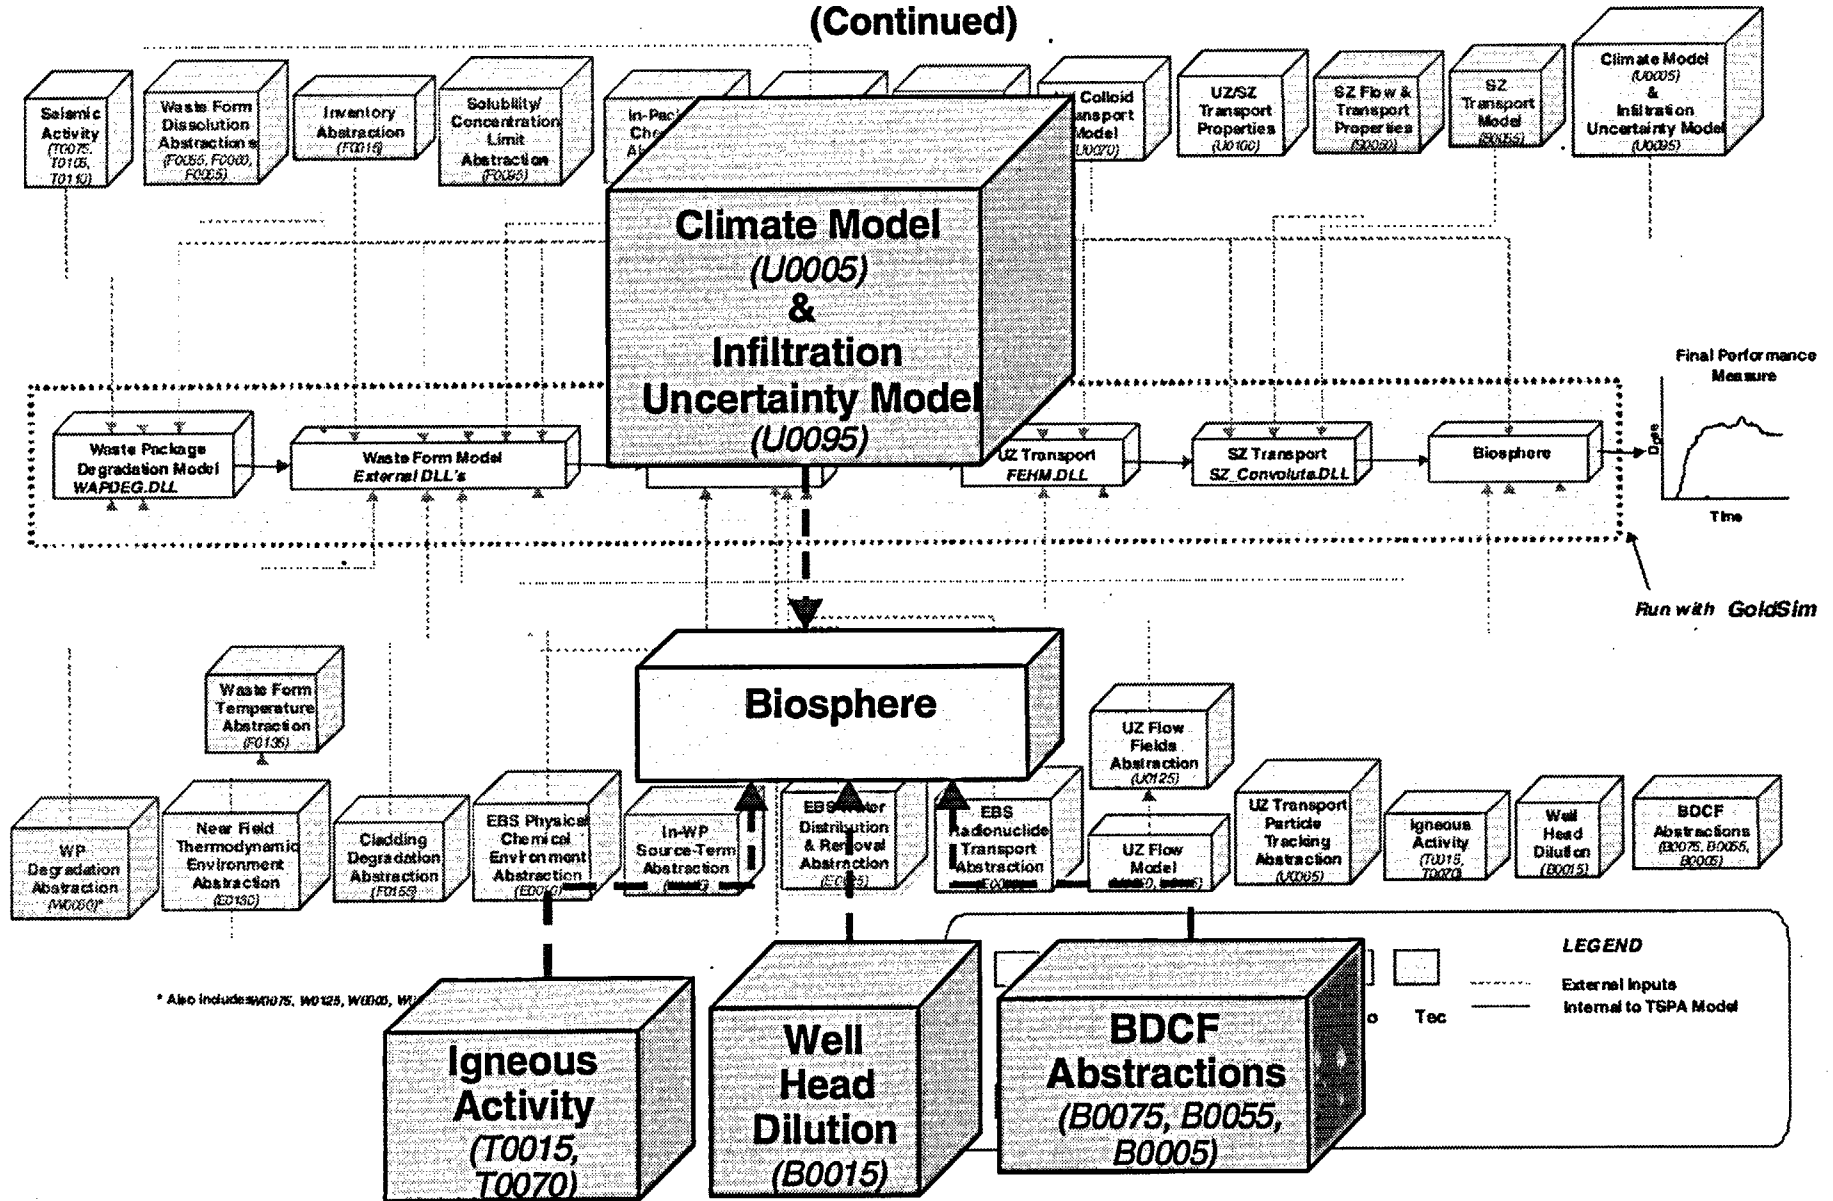 (Continued)
Seismic
Activity
(T0075,
T0105,
T0110)
Waste Form
Dissolution
Abstractions
Inventory
Abstraction
(F0015)
Solubility/
Concentration
Limit
Abstraction
(F0095)
In-Pac
Che
Colloid
Model
U0070)
UZ/SZ
Transport
Properties
(U0100)
SZ Flow &
Transport
Properties
SZ
Transport
Model
Climate Model
(U0005)
&
Infiltration
Uncertainty Model
(U0095)
Climate Model
(U0005)
&
Infiltration
Uncertainty Model
(U0095)
Final Performance
Measure
Dose
Time
Waste Package
Degradation Model
WAPDEG.DLL
Waste Form Model
External DLL's
UZ Transport
FEHM.DLL
SZ Transport
SZ_Convolute.DLL
Biosphere
Run with GoldSim
Biosphere
Waste Form
Temperature
Abstraction
(F0135)
UZ Flow
Fields
Abstraction
(U0125)
WP
Degradation
Abstraction
Near Field
Thermodynamic
Environment
Abstraction
(E0130)
Cladding
Degradation
Abstraction
(F0155)
EBS Physical
Chemical
Environment
Abstraction
In-WP
Source-Term
Abstraction
EBS
Distribution
& Removal
Abstraction
EBS
Radionuclide
Transport
Abstraction
UZ Flow
Model
UZ Transport
Particle
Tracking
Abstraction
(U0065)
Igneous
Activity
(T0015,
T0070)
Well
Head
Dilution
(B0015)
BDCF
Abstractions
(B0075, B0055,
B0005)
* Also includes W0075, W0125, W0005,
LEGEND
External Inputs
Internal to TSPA Model
o Tec
Igneous
Activity
(T0015,
T0070)
Well
Head
Dilution
(B0015)
BDCF
Abstractions
(B0075, B0055,
B0005)